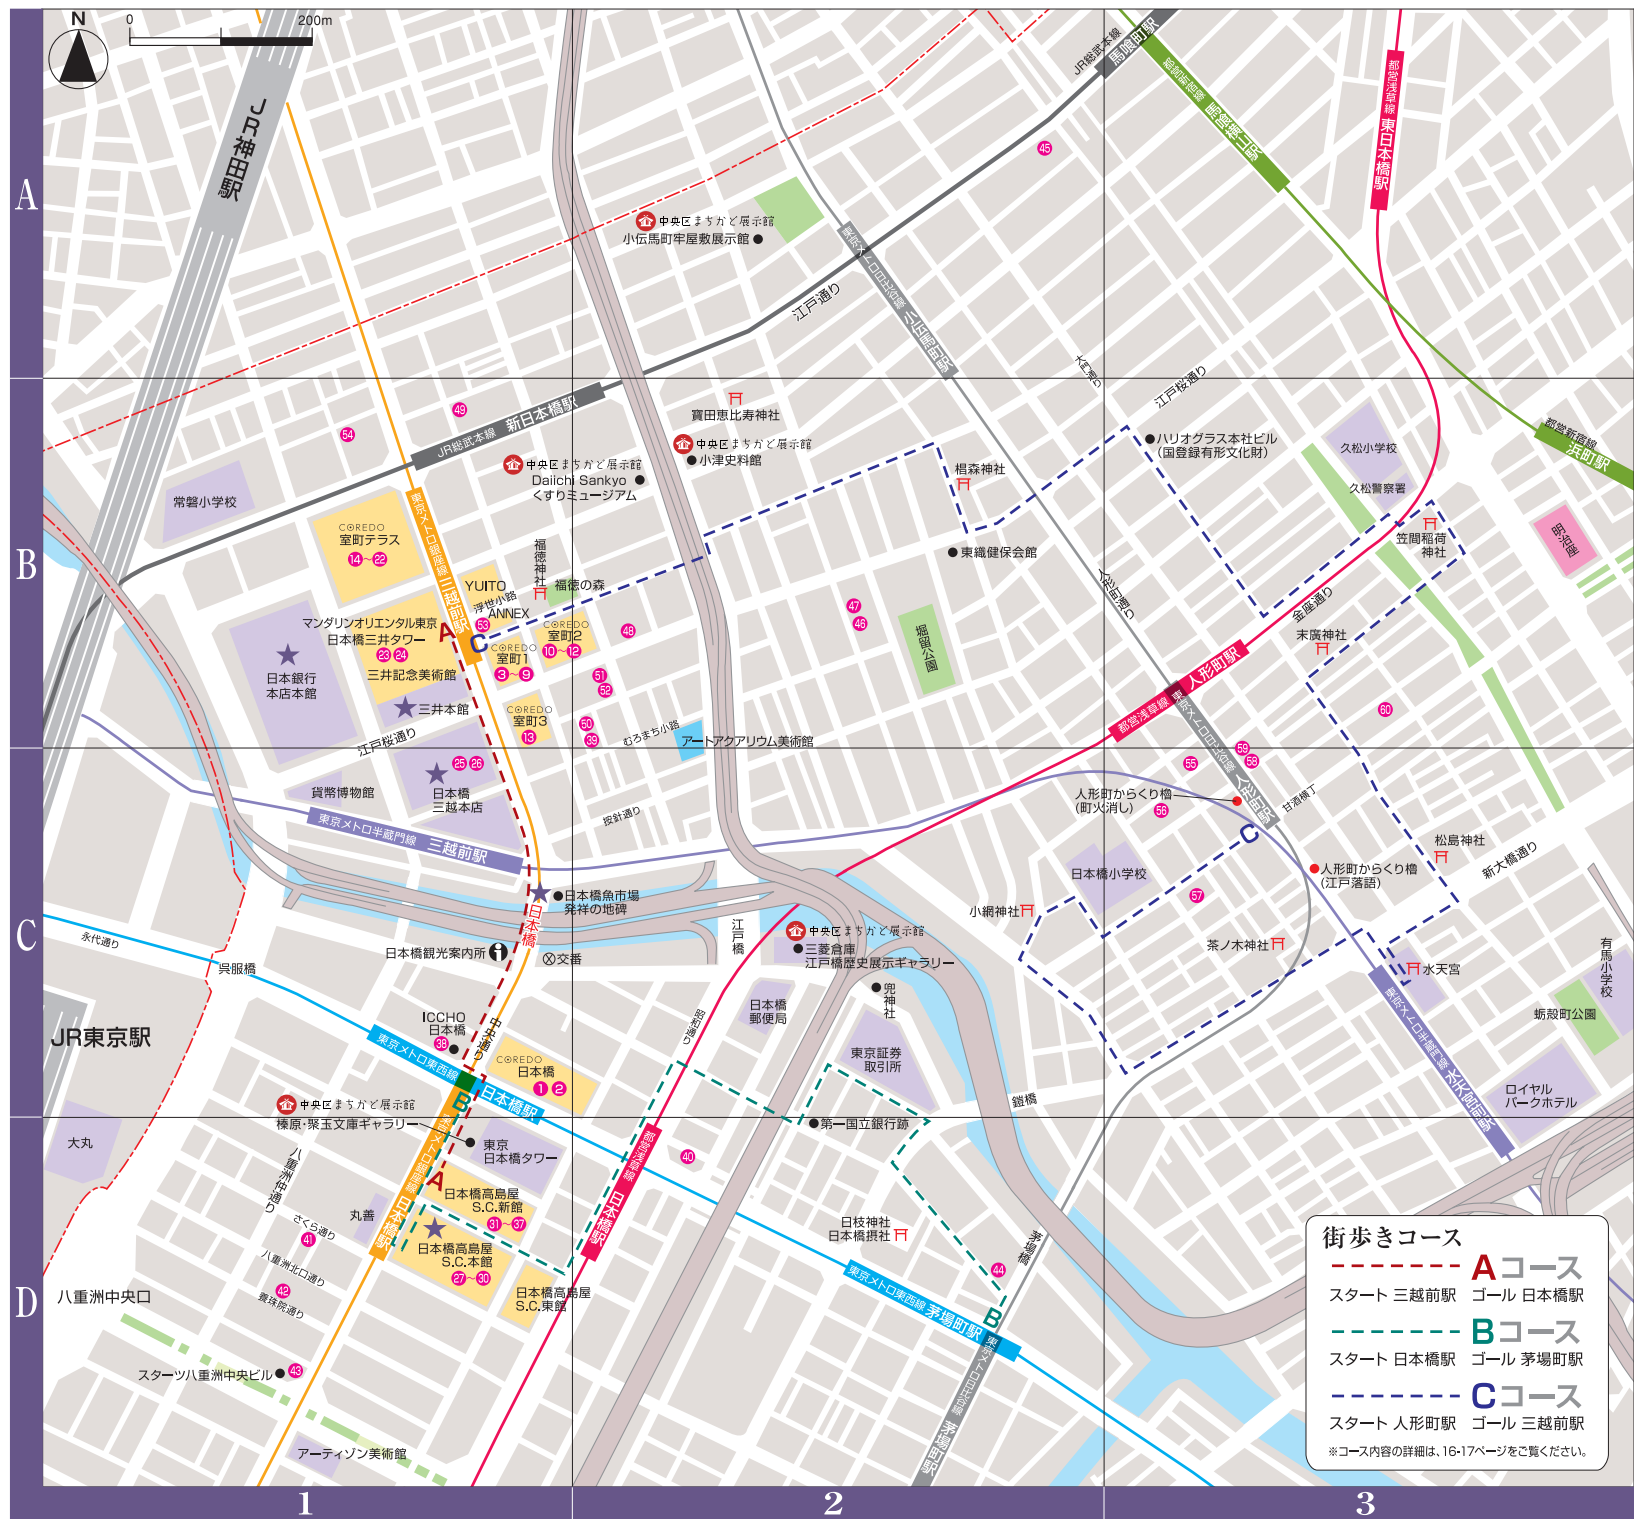 N
0
200m
A
B
C
D
1
2
3
JR神田駅
JR総武本線
馬喰町駅
都営新宿線
馬喰横山駅
都営浅草線
東日本橋駅
45
中央区まちかど展示館
小伝馬町牢屋敷展示館
江戸通り
東京メトロ日比谷線
小伝馬町駅
大門通り
江戸桜通り
49
54
JR総武本線
新日本橋駅
寶田恵比寿神社
中央区まちかど展示館
小津史料館
中央区まちかど展示館
Daiichi Sankyo
くすりミュージアム
椙森神社
ハリオグラス本社ビル
(国登録有形文化財)
久松小学校
久松警察署
都営新宿線
浜町駅
明治座
笠間稲荷
神社
常磐小学校
COREDO
室町テラス
14~22
東京メトロ銀座線
三越前駅
YUITO
浮世小路
ANNEX
53
福徳神社
福徳の森
東織健保会館
人形町通り
金座通り
末廣神社
マンダリンオリエンタル東京
日本橋三井タワー
23 24
三井記念美術館
A
C
COREDO
室町1
3~9
COREDO
室町2
10~12
48
47
46
堀留公園
日本銀行
本店本館
三井本館
51
52
COREDO
室町3
13
50
39
むろまち小路
アートアクアリウム美術館
都営浅草線
人形町駅
60
江戸桜通り
25 26
日本橋
三越本店
貨幣博物館
東京メトロ半蔵門線
三越前駅
按針通り
東京メトロ日比谷線
人形町駅
55
59
58
人形町からくり櫓
(町火消し)
56
甘酒横丁
C
日本橋小学校
人形町からくり櫓
(江戸落語)
松島神社
新大橋通り
57
日本橋魚市場
発祥の地碑
日本橋
日本橋観光案内所
交番
江戸橋
中央区まちかど展示館
三菱倉庫
江戸橋歴史展示ギャラリー
小網神社
茶ノ木神社
水天宮
有馬小学校
蛎殻町公園
永代通り
呉服橋
JR東京駅
ICCHO
日本橋
38
中央通り
COREDO
日本橋
1 2
昭和通り
日本橋
郵便局
兜神社
東京証券
取引所
鎧橋
東京メトロ半蔵門線
水天宮前駅
ロイヤル
パークホテル
東京メトロ東西線
日本橋駅
B
中央区まちかど展示館
榛原・聚玉文庫ギャラリー
東京
日本橋タワー
第一国立銀行跡
大丸
八重洲仲通り
東京メトロ銀座線
日本橋駅
A
日本橋高島屋
S.C.新館
31~37
都営浅草線
日本橋駅
40
丸善
さくら通り
41
八重洲北口通り
42
養珠院通り
日本橋高島屋
S.C.本館
27~30
日本橋高島屋
S.C.東館
日枝神社
日本橋摂社
茅場橋
44
B
八重洲中央口
東京メトロ東西線
茅場町駅
東京メトロ日比谷線
茅場町駅
スターツ八重洲中央ビル
43
アーティゾン美術館
街歩きコース
Aコース
スタート 三越前駅 ゴール 日本橋駅
Bコース
スタート 日本橋駅 ゴール 茅場町駅
Cコース
スタート 人形町駅 ゴール 三越前駅
※コース内容の詳細は、16-17ページをご覧ください。